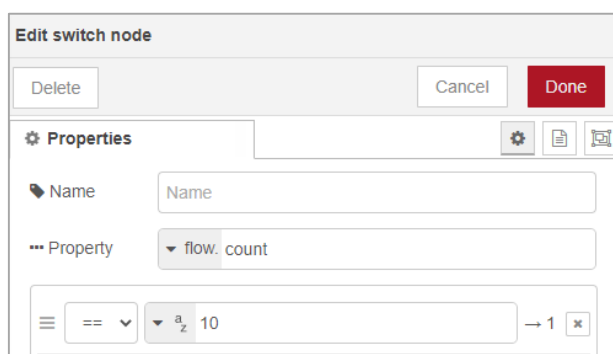 Edit switch node
Delete Cancel Done
Properties
Name Name
Property flow. count
== az 10 → 1 ×